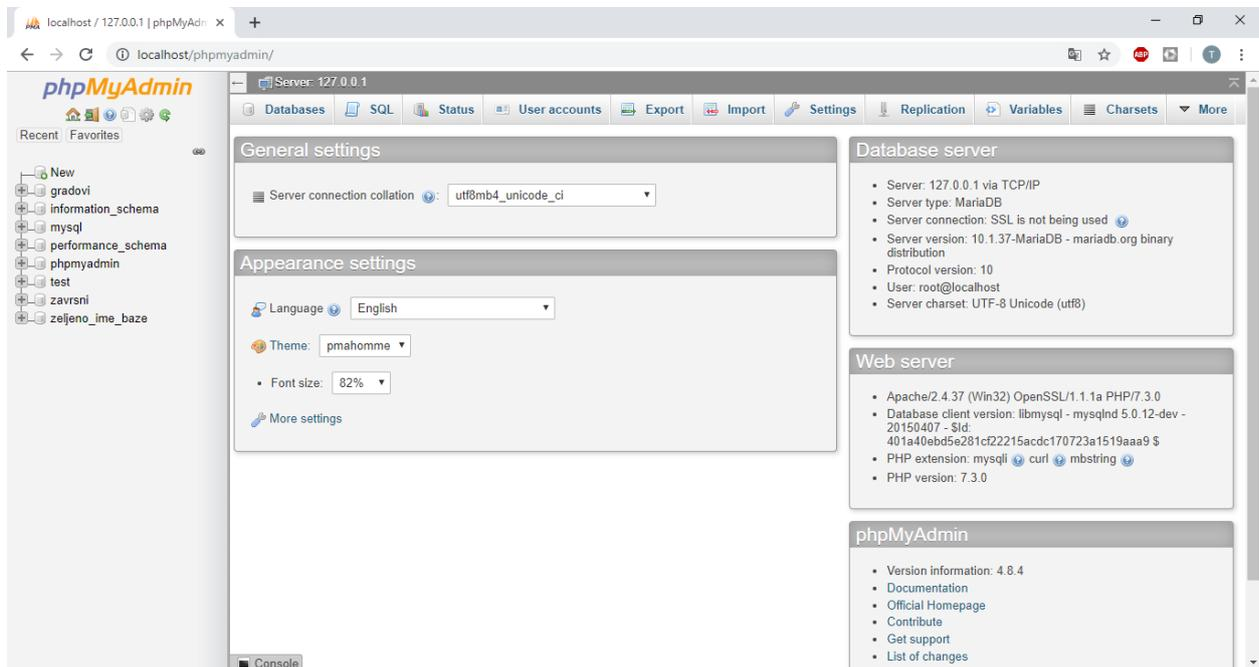 localhost / 127.0.0.1 | phpMyAdn
localhost/phpmyadmin/
ABP
T
phpMyAdmin
Recent Favorites
New
gradovi
information_schema
mysql
performance_schema
phpmyadmin
test
zavrsni
zeljeno_ime_baze
Server: 127.0.0.1
Databases SQL Status User accounts Export Import Settings Replication Variables Charsets More
General settings
Server connection collation : utf8mb4_unicode_ci
Appearance settings
Language English
Theme: pmahomme
Font size: 82%
More settings
Database server
Server: 127.0.0.1 via TCP/IP
Server type: MariaDB
Server connection: SSL is not being used
Server version: 10.1.37-MariaDB - mariadb.org binary
distribution
Protocol version: 10
User: root@localhost
Server charset: UTF-8 Unicode (utf8)
Web server
Apache/2.4.37 (Win32) OpenSSL/1.1.1a PHP/7.3.0
Database client version: libmysql - mysqlnd 5.0.12-dev -
20150407 - $Id:
401a40ebd5e281cf22215acdc170723a1519aaa9 $
PHP extension: mysqli curl mbstring
PHP version: 7.3.0
phpMyAdmin
Version information: 4.8.4
Documentation
Official Homepage
Contribute
Get support
List of changes
Console